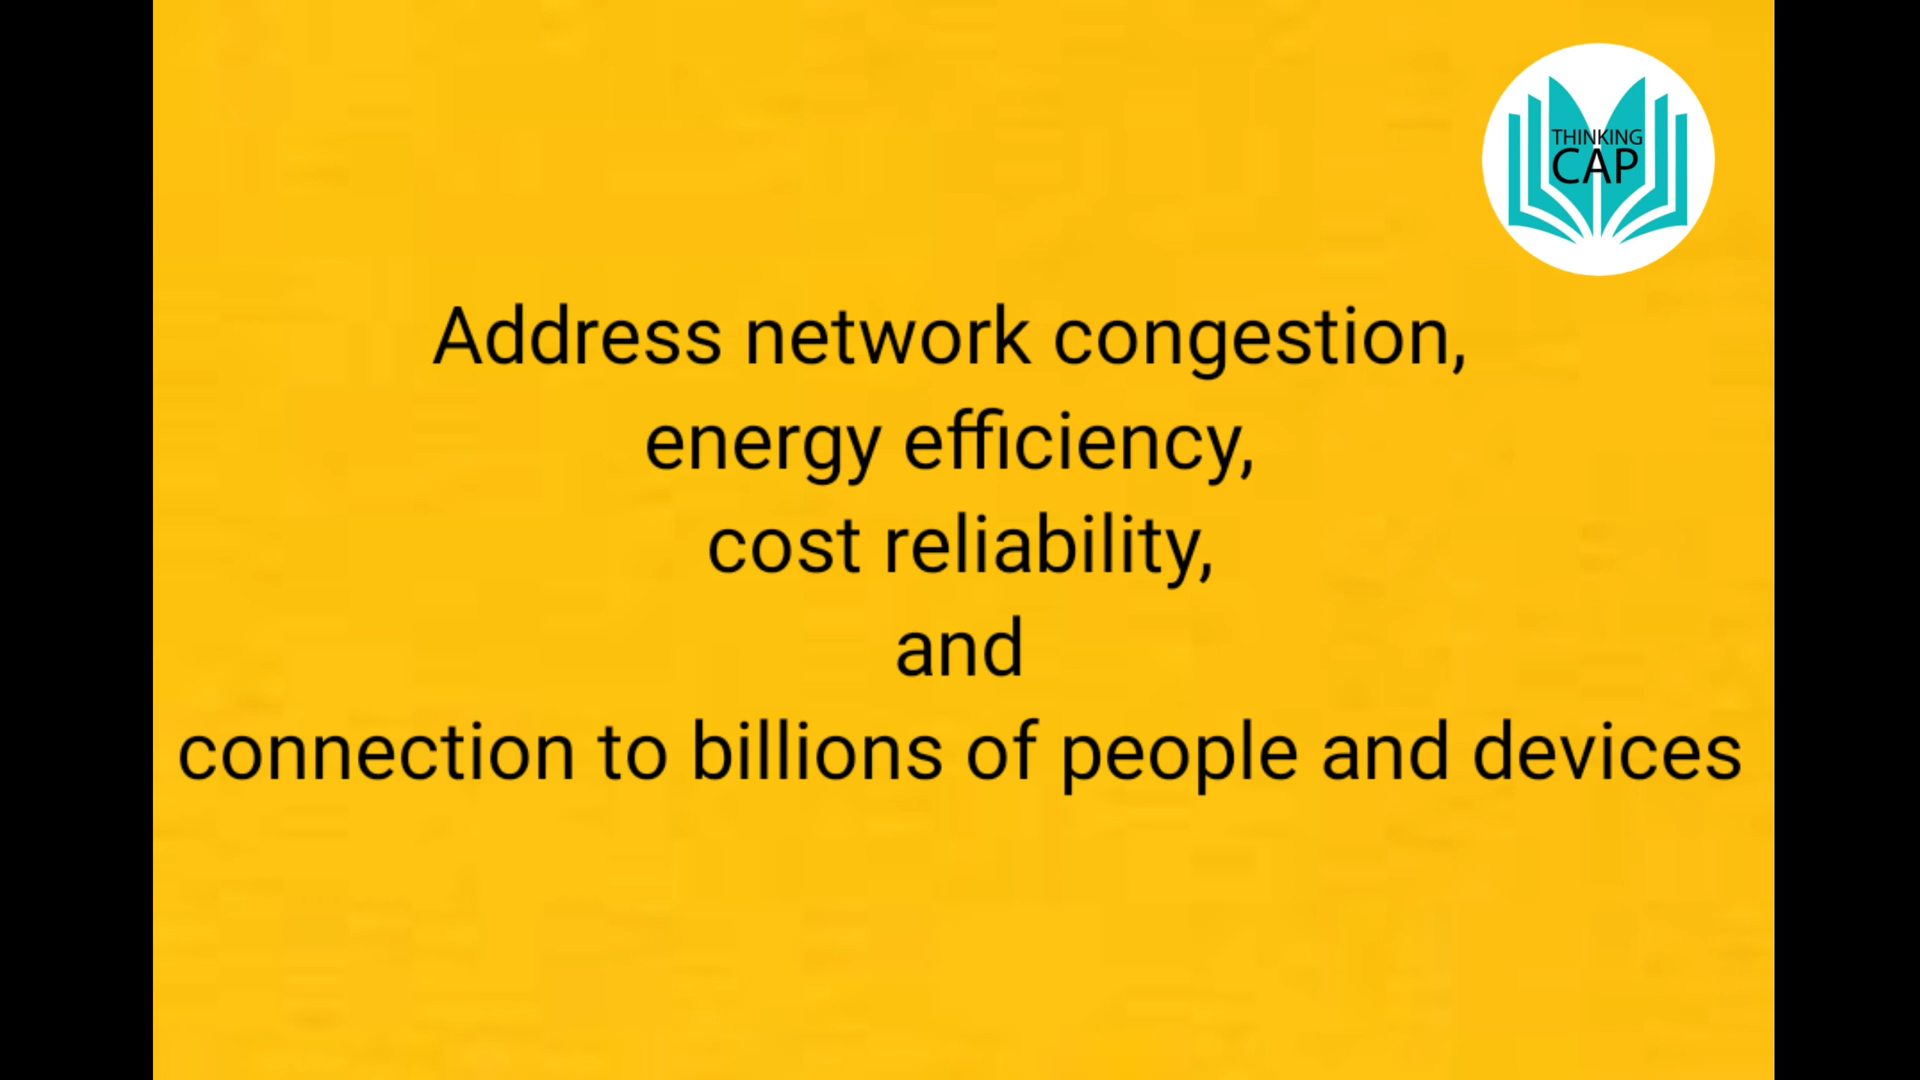 THINKING
CAP
Address network congestion,
energy efficiency,
cost reliability,
and
connection to billions of people and devices